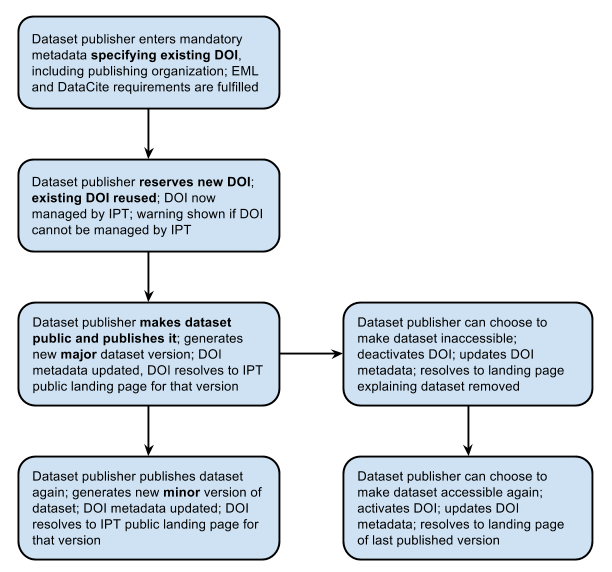 Dataset publisher enters mandatory
metadata specifying existing DOI,
including publishing organization; EML
and DataCite requirements are fulfilled
Dataset publisher reserves new DOI;
existing DOI reused; DOI now
managed by IPT; warning shown if DOI
cannot be managed by IPT
Dataset publisher makes dataset
public and publishes it; generates
new major dataset version; DOI
metadata updated, DOI resolves to IPT
public landing page for that version
Dataset publisher can choose to
make dataset inaccessible;
deactivates DOI; updates DOI
metadata; resolves to landing page
explaining dataset removed
Dataset publisher publishes dataset
again; generates new minor version of
dataset; DOI metadata updated; DOI
resolves to IPT public landing page for
that version
Dataset publisher can choose to
make dataset accessible again;
activates DOI; updates DOI
metadata; resolves to landing page
of last published version